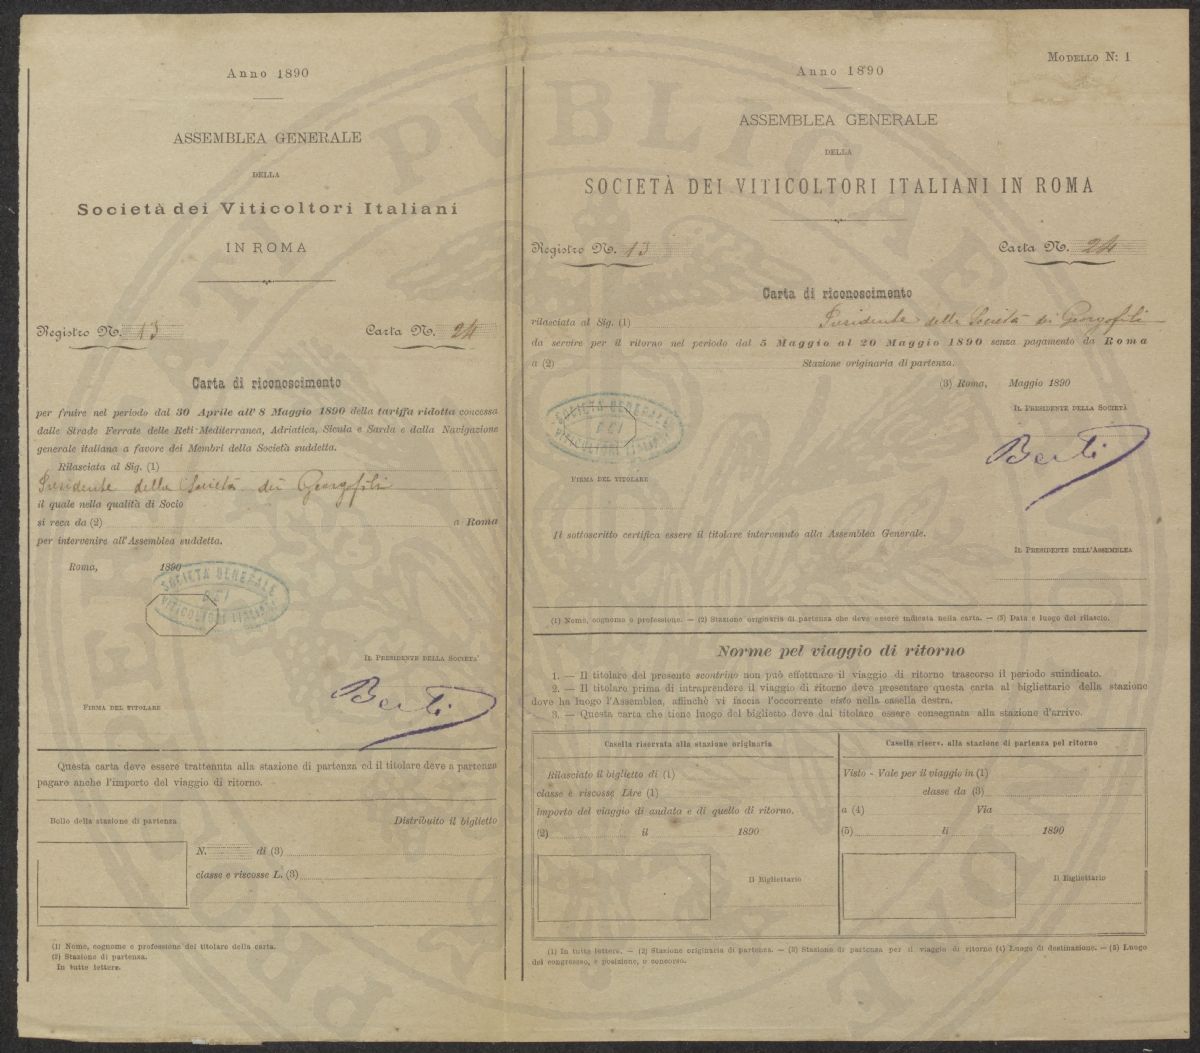 Anno 1890
ASSEMBLEA GENERALE
DELLA
Società dei Viticoltori Italiani
IN ROMA
Registro N. 13 Carta N. 24
Carta di riconoscimento
per fruire nel periodo dal 30 Aprile all' 8 Maggio 1890 della tariffa ridotta concessa
dalle Strade Ferrate delle Reti-Mediterranea, Adriatica, Sicula e Sarda e dalla Navigazione
generale italiana a favore dei Membri della Società suddetta.
Rilasciata al Sig. (1)
Presidente della Società dei Georgofili
il quale nella qualità di Socio
si reca da (2) a Roma
per intervenire all'Assemblea suddetta.
Roma, 1890
SOCIETÀ GENERALE
DEI
VITICOLTORI ITALIANI
IL PRESIDENTE DELLA SOCIETA'
Berti
FIRMA DEL TITOLARE
Questa carta deve essere trattenuta alla stazione di partenza ed il titolare deve a partenza
pagare anche l'importo del viaggio di ritorno.
Bollo della stazione di partenza Distribuito il biglietto
N. di (3)
classe e riscosse L. (3)
(1) Nome, cognome e professione del titolare della carta.
(2) Stazione di partenza.
In tutte lettere.
MODELLO N: 1
Anno 1890
ASSEMBLEA GENERALE
DELLA
SOCIETÀ DEI VITICOLTORI ITALIANI IN ROMA
Registro N. 13 Carta N. 24
Carta di riconoscimento
rilasciata al Sig. (1) Presidente della Società dei Georgofili
da servire per il ritorno nel periodo dal 5 Maggio al 20 Maggio 1890 senza pagamento da Roma
a (2) Stazione originaria di partenza.
(3) Roma, Maggio 1890
IL PRESIDENTE DELLA SOCIETÀ
SOCIETÀ GENERALE
DEI
VITICOLTORI ITALIANI
Berti
FIRMA DEL TITOLARE
Il sottoscritto certifica essere il titolare intervenuto alla Assemblea Generale.
IL PRESIDENTE DELL'ASSEMBLEA
(1) Nome, cognome e professione. — (2) Stazione originaria di partenza che deve essere indicata nella carta. — (3) Data e luogo del rilascio.
Norme pel viaggio di ritorno
1. — Il titolare del presente scontrino non può effettuare il viaggio di ritorno trascorso il periodo suindicato.
2. — Il titolare prima di intraprendere il viaggio di ritorno deve presentare questa carta al bigliettario della stazione
dove ha luogo l'Assemblea, affinchè vi faccia l'occorrente visto nella casella destra.
3. — Questa carta che tiene luogo del biglietto deve dal titolare essere consegnata alla stazione d'arrivo.
Casella riservata alla stazione originaria
Rilasciato il biglietto di (1)
classe è riscosse Lire (1)
importo del viaggio di andata e di quello di ritorno.
(2) il 1890
Il Bigliettario
Casella riserv. alla stazione di partenza pel ritorno
Visto - Vale per il viaggio in (1)
classe da (3)
a (4) Via
(5) li 1890
Il Bigliettario
(1) In tutte lettere. — (2) Stazione originaria di partenza. — (3) Stazione di partenza per il viaggio di ritorno (4) Luogo di destinazione. — (5) Luogo
del congresso, e posizione, o concorso.